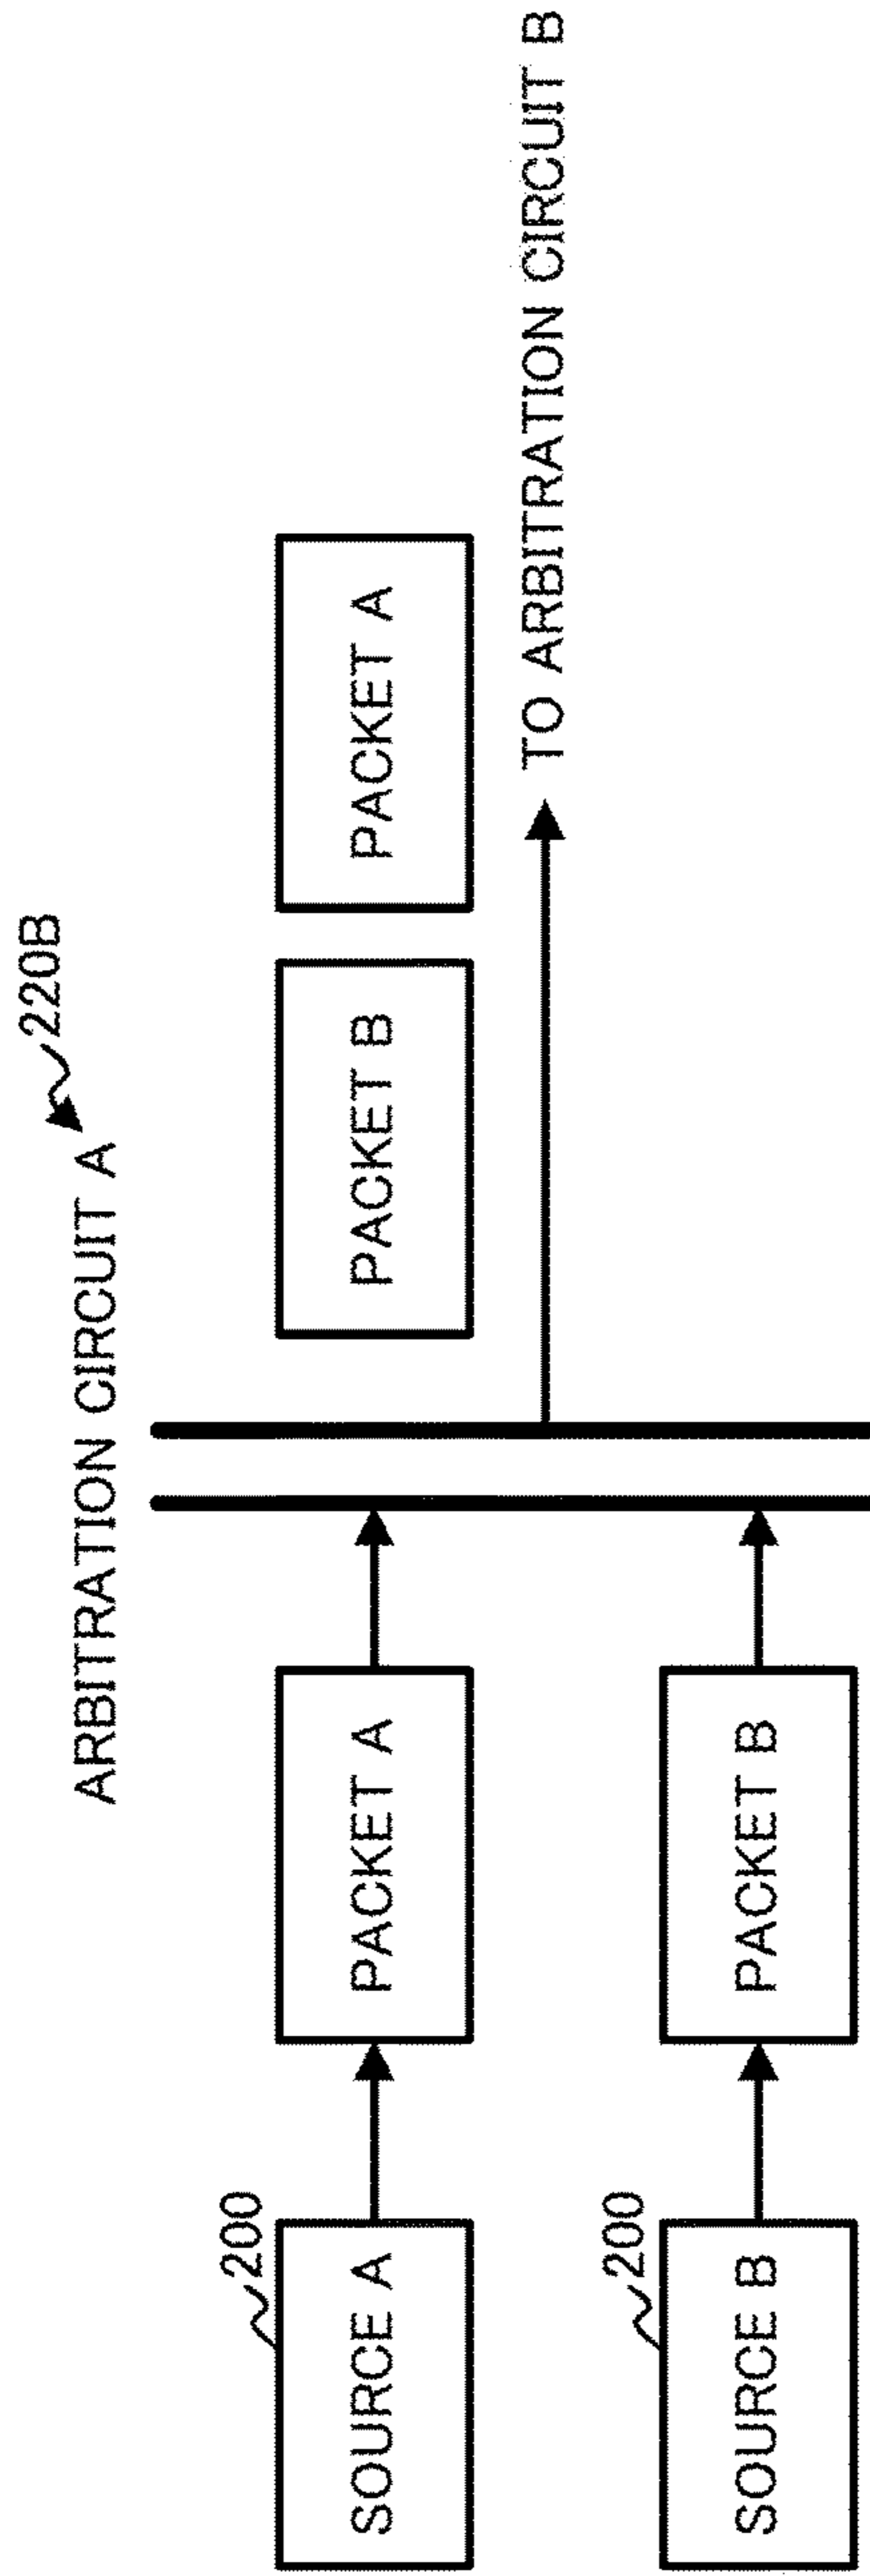 ARBITRATION CIRCUIT A
220B
200
SOURCE A
PACKET A
PACKET B
PACKET A
TO ARBITRATION CIRCUIT B
200
SOURCE B
PACKET B